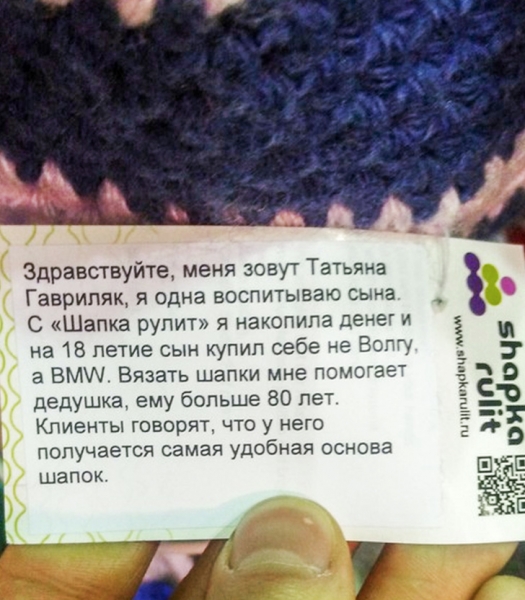 Здравствуйте, меня зовут Татьяна
Гавриляк, я одна воспитываю сына.
С «Шапка рулит» я накопила денег и
на 18 летие сын купил себе не Волгу,
а BMW. Вязать шапки мне помогает
дедушка, ему больше 80 лет.
Клиенты говорят, что у него
получается самая удобная основа
шапок.
shapka
rulit
www.shapkarulit.ru